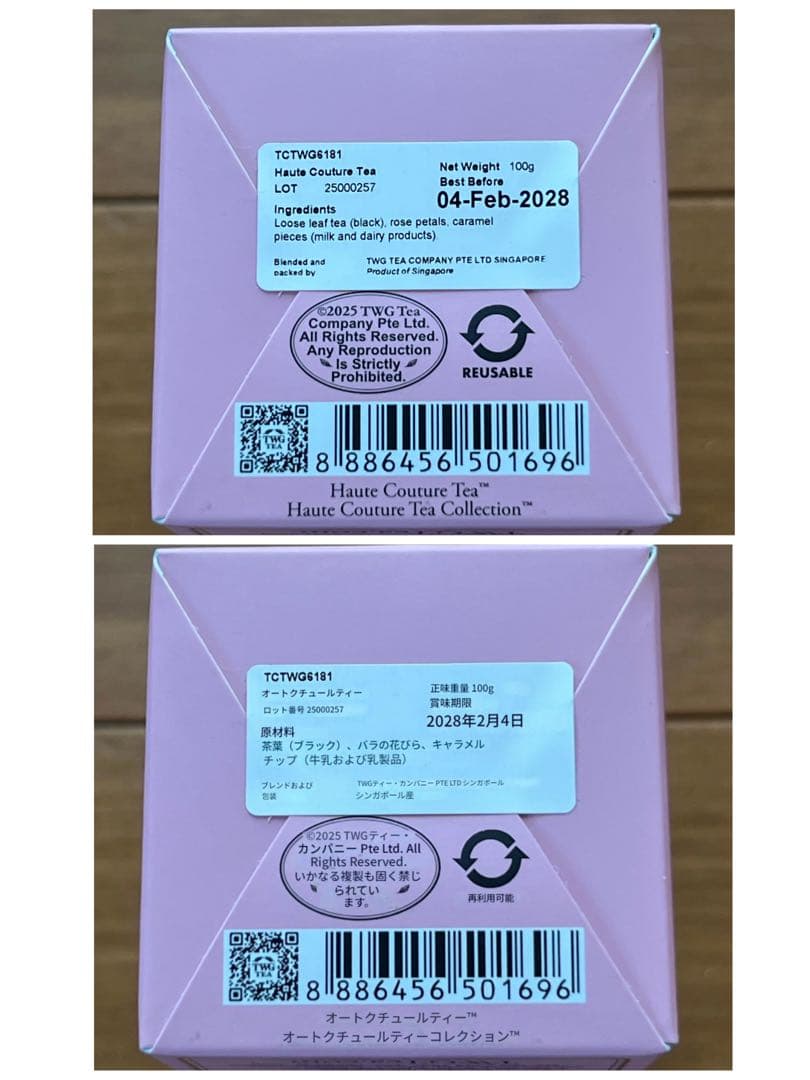 TCTWG6181
Haute Couture Tea
LOT 25000257
Net Weight 100g
Best Before
04-Feb-2028
Ingredients
Loose leaf tea (black), rose petals, caramel
pieces (milk and dairy products)
Blended and
packed by
TWG TEA COMPANY PTE LTD SINGAPORE
Product of Singapore
©2025 TWG Tea
Company Pte Ltd.
All Rights Reserved.
Any Reproduction
Is Strictly
Prohibited.
REUSABLE
TWG
TEA
8 886456 501696
Haute Couture Tea™
Haute Couture Tea Collection™
TCTWG6181
オートクチュールティー
ロット番号 25000257
正味重量 100g
賞味期限
2028年2月4日
原材料
茶葉（ブラック）、バラの花びら、キャラメル
チップ（牛乳および乳製品）
ブレンドおよび
包装
TWGティー・カンパニー PTE LTD シンガポール
シンガポール産
©2025 TWGティー・
カンパニー Pte Ltd. All
Rights Reserved.
いかなる複製も固く禁じ
られてい
ます。
再利用可能
TWG
TEA
8 886456 501696
オートクチュールティー™
オートクチュールティーコレクション™